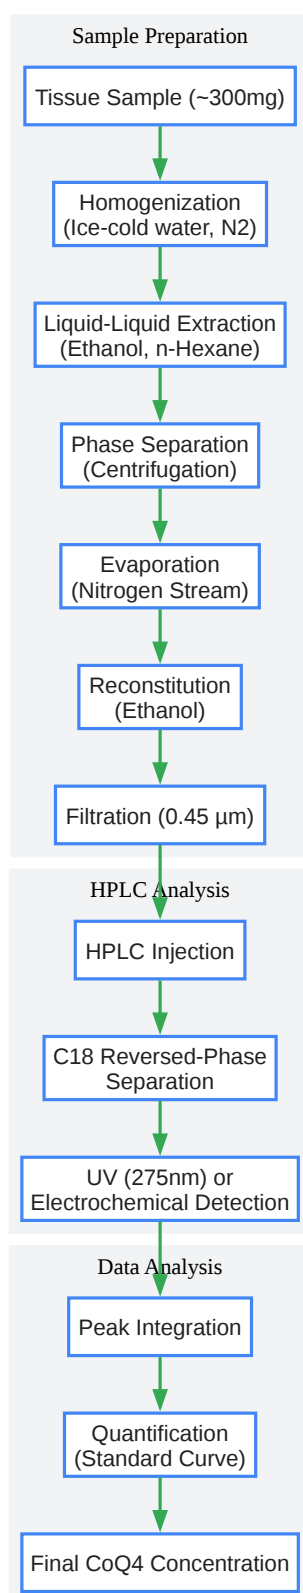 Sample Preparation
Tissue Sample (~300mg)
Homogenization
(Ice-cold water, N2)
Liquid-Liquid Extraction
(Ethanol, n-Hexane)
Phase Separation
(Centrifugation)
Evaporation
(Nitrogen Stream)
Reconstitution
(Ethanol)
Filtration (0.45 µm)
HPLC Analysis
HPLC Injection
C18 Reversed-Phase
Separation
UV (275nm) or
Electrochemical Detection
Data Analysis
Peak Integration
Quantification
(Standard Curve)
Final CoQ4 Concentration